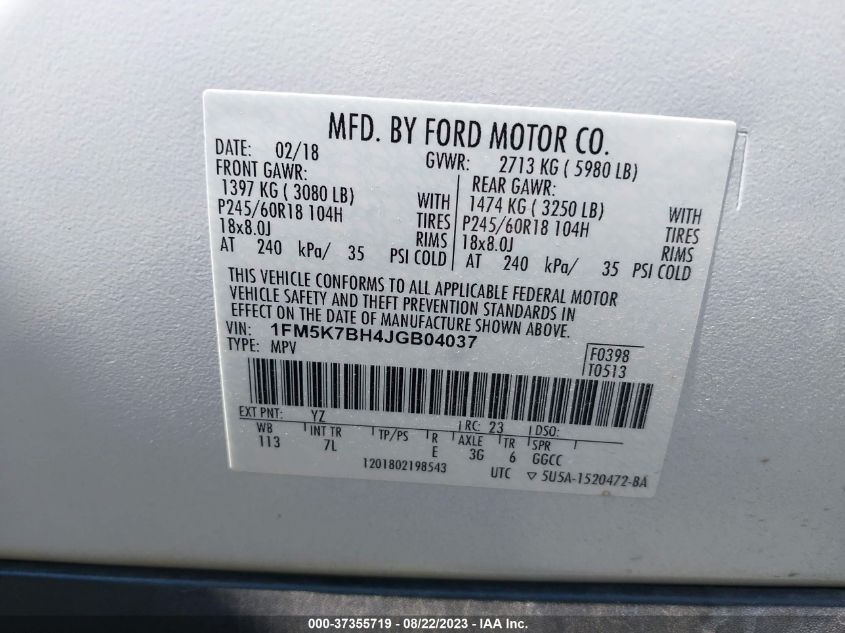 MFD. BY FORD MOTOR CO.
DATE: 02/18 GVWR: 2713 KG ( 5980 LB)
FRONT GAWR: REAR GAWR:
1397 KG ( 3080 LB) WITH 1474 KG ( 3250 LB) WITH
P245/60R18 104H TIRES P245/60R18 104H TIRES
18x8.0J RIMS 18x8.0J RIMS
AT 240 kPa/ 35 PSI COLD AT 240 kPa/ 35 PSI COLD
THIS VEHICLE CONFORMS TO ALL APPLICABLE FEDERAL MOTOR
VEHICLE SAFETY AND THEFT PREVENTION STANDARDS IN
EFFECT ON DATE OF MANUFACTURE SHOWN ABOVE.
VIN: 1FM5K7BH4JGB04037
TYPE: MPV
F0398
T0513
EXT PNT: YZ RC: 23 DSO:
WB INT TR TP/PS R AXLE TR SPR
113 7L E 3G 6 GGCC
1201802198543 UTC ▽ 5U5A-1520472-BA
000-37355719 - 08/22/2023 - IAA Inc.